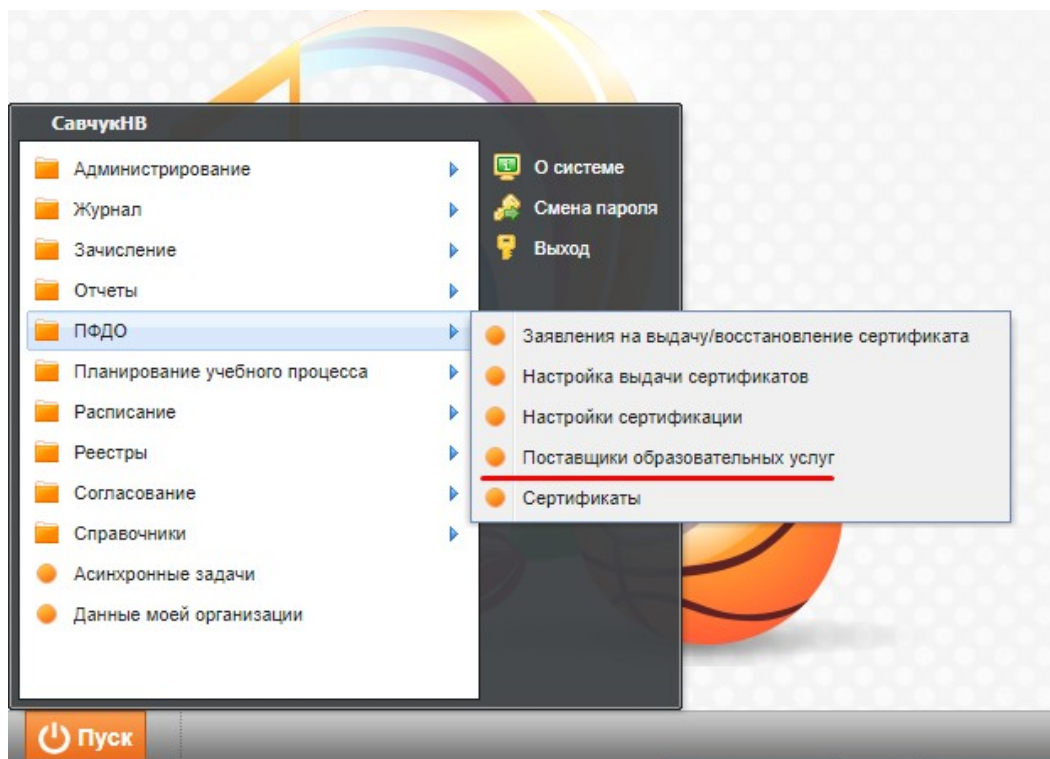 СавчукНВ
Администрирование
Журнал
Зачисление
Отчеты
ПФДО
Планирование учебного процесса
Расписание
Реестры
Согласование
Справочники
Асинхронные задачи
Данные моей организации
О системе
Смена пароля
Выход
Заявления на выдачу/восстановление сертификата
Настройка выдачи сертификатов
Настройки сертификации
Поставщики образовательных услуг
Сертификаты
Пуск